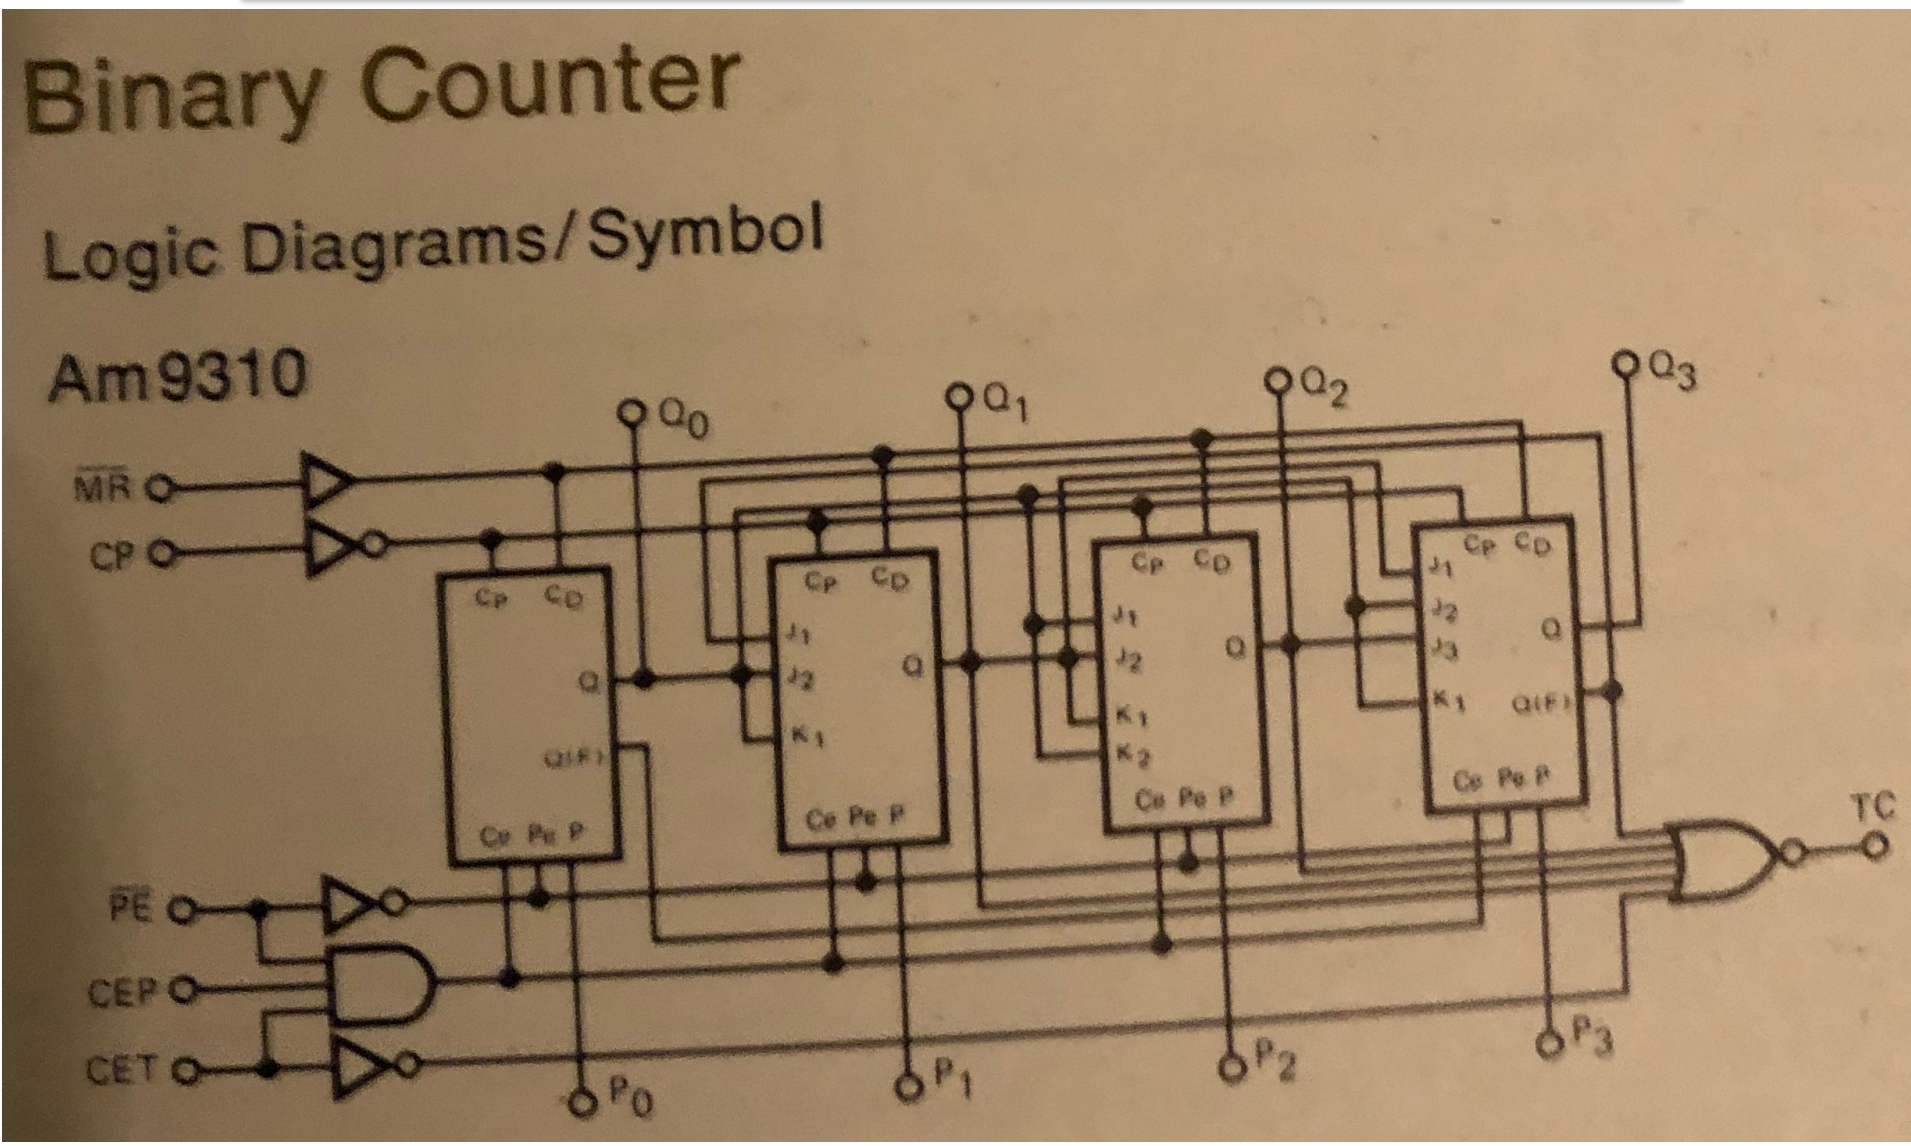 Binary Counter
Logic Diagrams/Symbol
Am9310
Q0 Q1 Q2 Q3
MR
CP
CP CD CP CD CP CD CP CD
J1 J1 J1
Q J2 Q J2 Q J2 Q
J3
Q(F) K1 K1 K1 Q(F)
K2
Ce Pe P Ce Pe P Ce Pe P Ce Pe P
TC
PE
CEP
CET
P0 P1 P2 P3